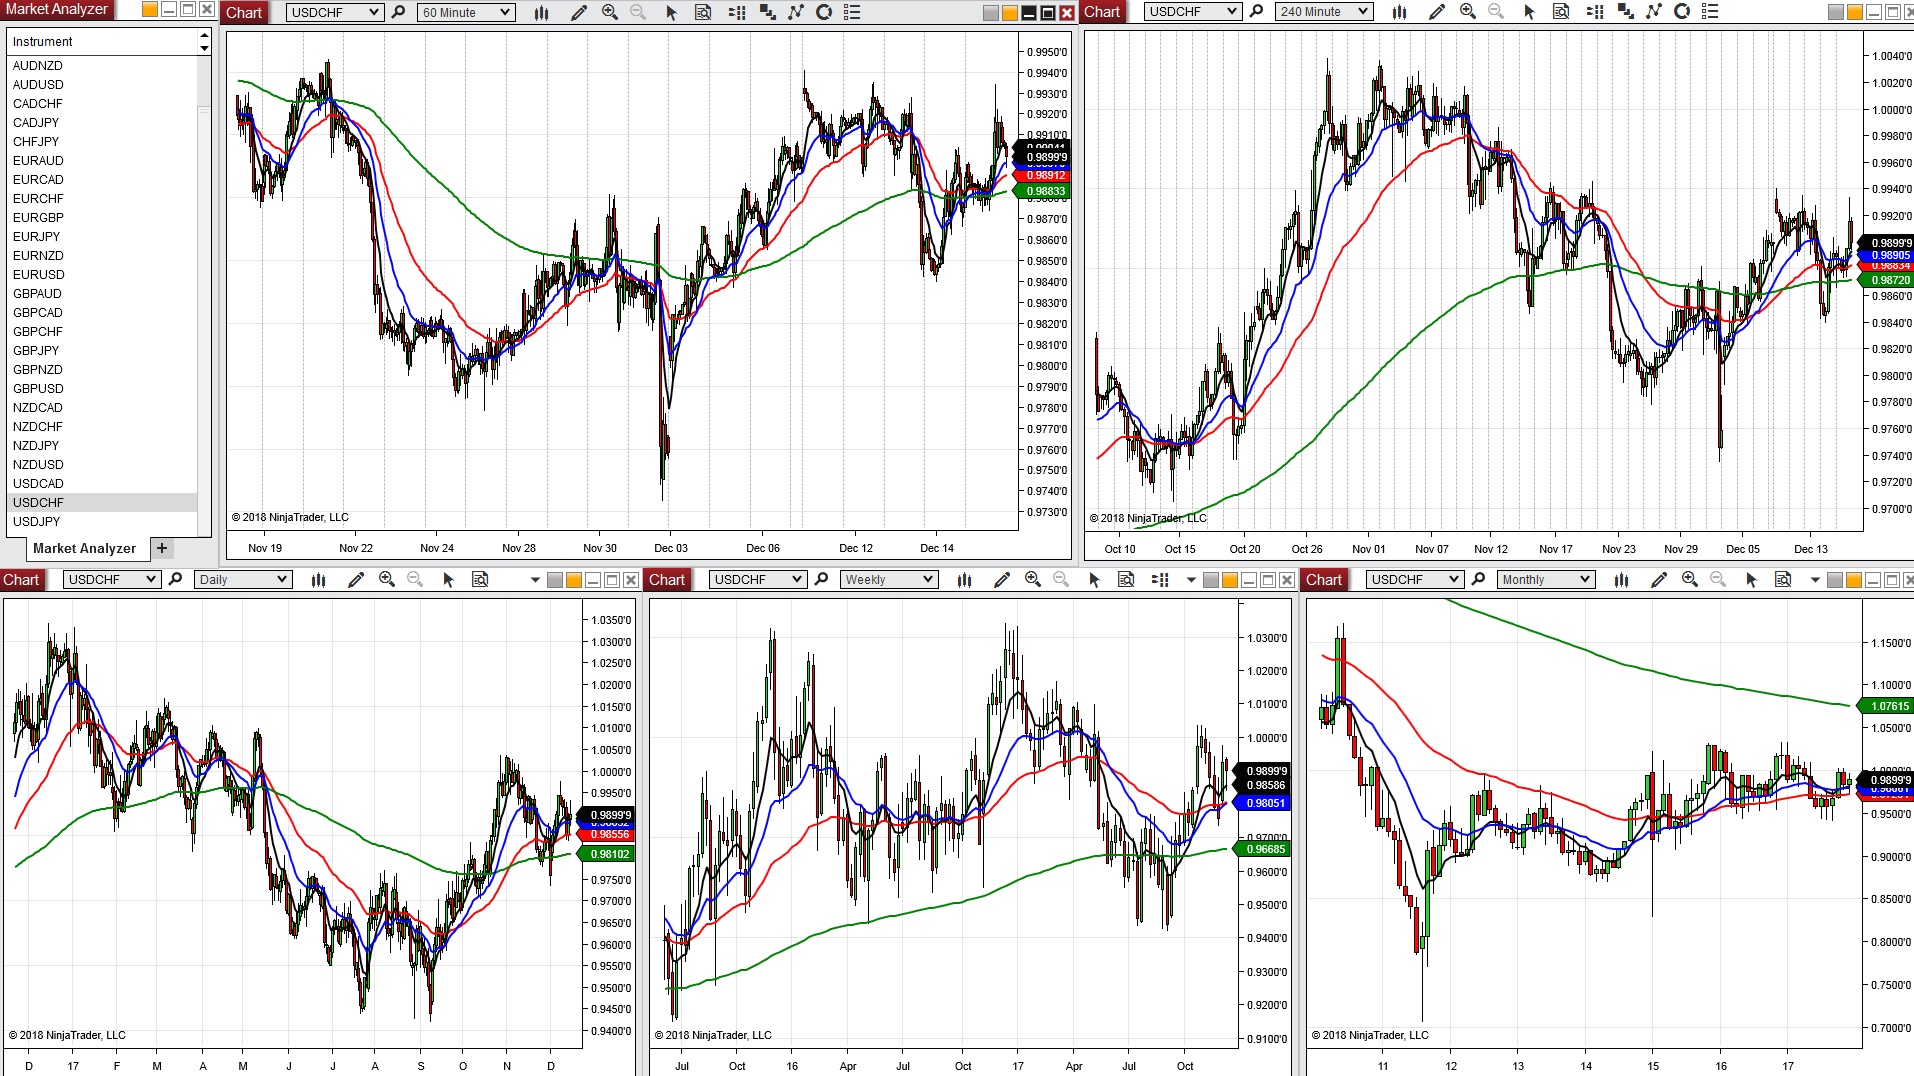 Market Analyzer
Instrument
AUDNZD
AUDUSD
CADCHF
CADJPY
CHFJPY
EURAUD
EURCAD
EURCHF
EURGBP
EURJPY
EURNZD
EURUSD
GBPAUD
GBPCAD
GBPCHF
GBPJPY
GBPNZD
GBPUSD
NZDCAD
NZDCHF
NZDJPY
NZDUSD
USDCAD
USDCHF
USDJPY
Market Analyzer +
Chart USDCHF 60 Minute
0.9950'0
0.9940'0
0.9930'0
0.9920'0
0.9910'0
0.9899'9
0.98912
0.98833
0.9870'0
0.9860'0
0.9850'0
0.9840'0
0.9830'0
0.9820'0
0.9810'0
0.9800'0
0.9790'0
0.9780'0
0.9770'0
0.9760'0
0.9750'0
0.9740'0
0.9730'0
© 2018 NinjaTrader, LLC
Nov 19 Nov 22 Nov 24 Nov 28 Nov 30 Dec 03 Dec 06 Dec 12 Dec 14
Chart USDCHF 240 Minute
1.0040'0
1.0020'0
1.0000'0
0.9980'0
0.9960'0
0.9940'0
0.9920'0
0.9899'9
0.98905
0.98834
0.98720
0.9860'0
0.9840'0
0.9820'0
0.9800'0
0.9780'0
0.9760'0
0.9740'0
0.9720'0
0.9700'0
© 2018 NinjaTrader, LLC
Oct 10 Oct 15 Oct 20 Oct 26 Nov 01 Nov 07 Nov 12 Nov 17 Nov 23 Nov 29 Dec 05 Dec 13
Chart USDCHF Daily
1.0350'0
1.0300'0
1.0250'0
1.0200'0
1.0150'0
1.0100'0
1.0050'0
1.0000'0
0.9950'0
0.9899'9
0.98556
0.98102
0.9750'0
0.9700'0
0.9650'0
0.9600'0
0.9550'0
0.9500'0
0.9450'0
0.9400'0
© 2018 NinjaTrader, LLC
D 17 F M A M J J A S O N D
Chart USDCHF Weekly
1.0300'0
1.0200'0
1.0100'0
1.0000'0
0.9899'9
0.98586
0.98051
0.9700'0
0.96685
0.9600'0
0.9500'0
0.9400'0
0.9300'0
0.9200'0
0.9100'0
© 2018 NinjaTrader, LLC
Jul Oct 16 Apr Jul Oct 17 Apr Jul Oct
Chart USDCHF Monthly
1.1500'0
1.1000'0
1.07615
1.0500'0
0.9899'9
0.9500'0
0.9000'0
0.8500'0
0.8000'0
0.7500'0
0.7000'0
© 2018 NinjaTrader, LLC
11 12 13 14 15 16 17